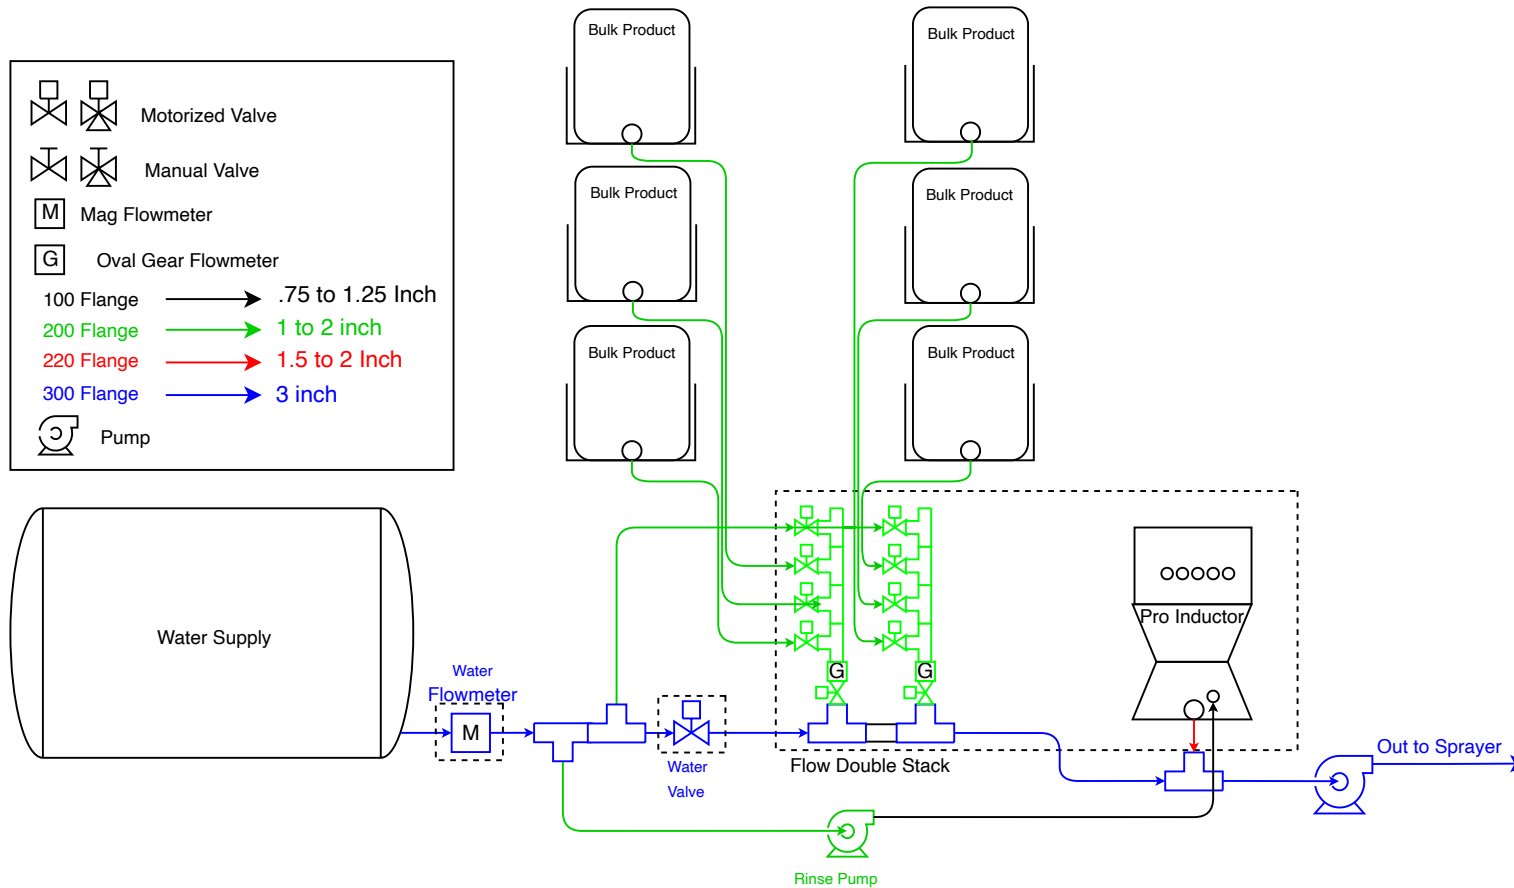 Bulk Product
Bulk Product
Motorized Valve
Manual Valve
M Mag Flowmeter
G Oval Gear Flowmeter
100 Flange .75 to 1.25 Inch
200 Flange 1 to 2 inch
220 Flange 1.5 to 2 Inch
300 Flange 3 inch
Pump
Bulk Product
Bulk Product
Bulk Product
Bulk Product
Water Supply
Water
Flowmeter
M
Water
Valve
G
G
Flow Double Stack
Pro Inductor
Out to Sprayer
Rinse Pump